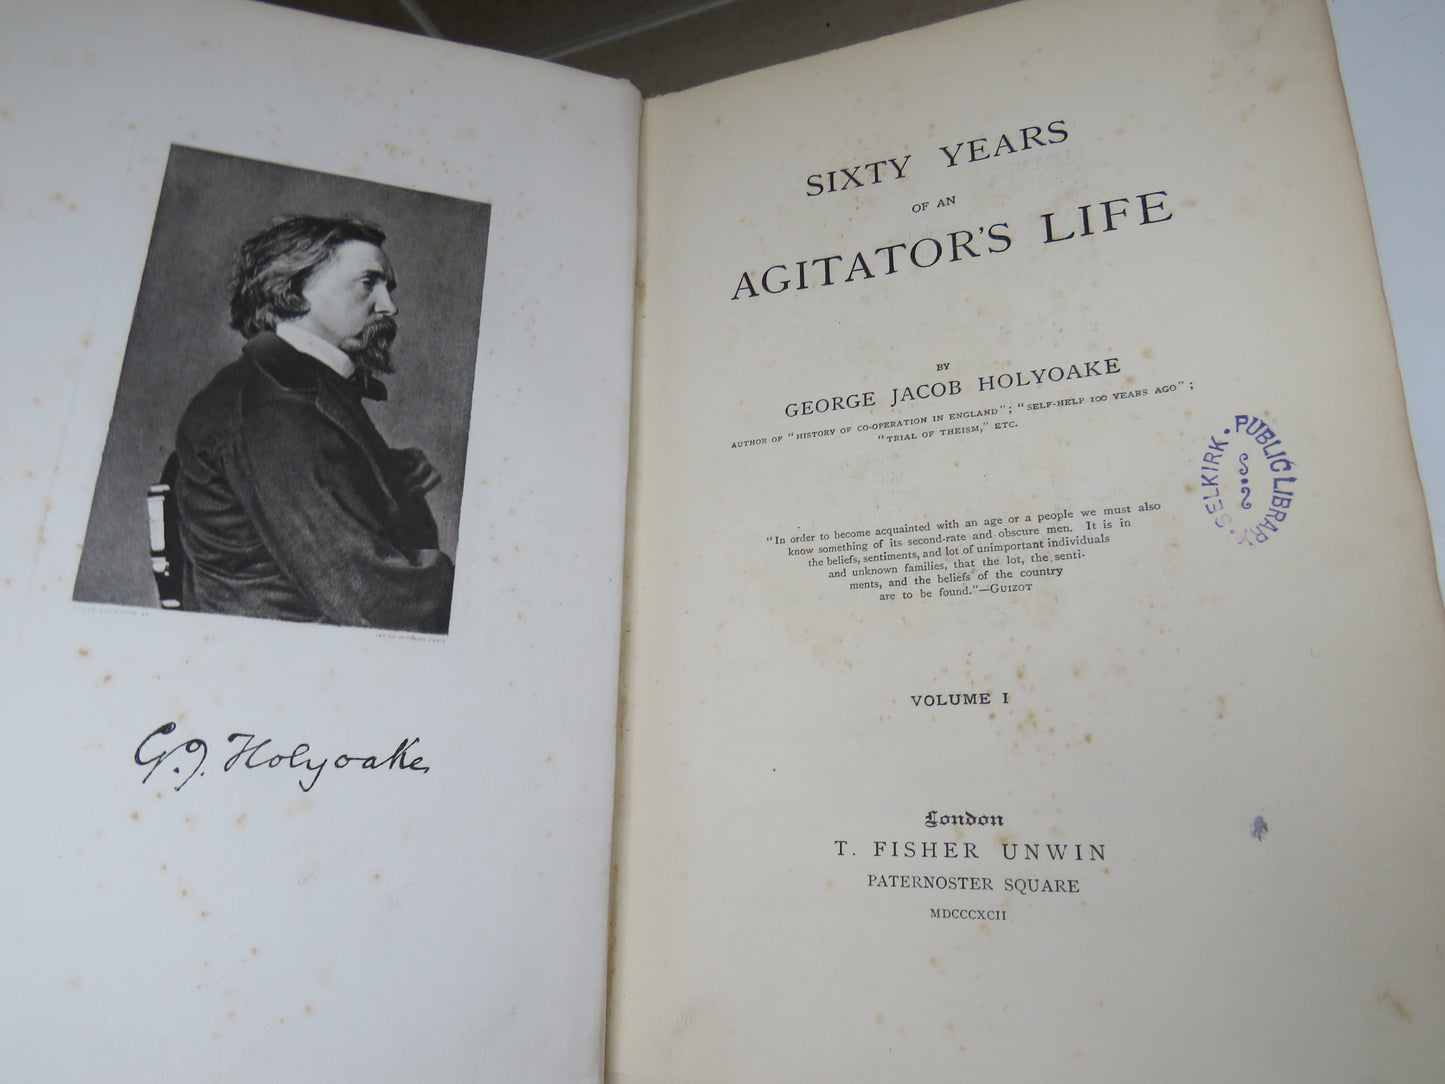 G. J. Holyoake
SIXTY YEARS
OF AN
AGITATOR'S LIFE
BY
GEORGE JACOB HOLYOAKE
AUTHOR OF "HISTORY OF CO-OPERATION IN ENGLAND"; "SELF-HELP 100 YEARS AGO";
"TRIAL OF THEISM," ETC.
"In order to become acquainted with an age or a people we must also
know something of its second-rate and obscure men. It is in
the beliefs, sentiments, and lot of unimportant individuals
and unknown families, that the lot, the senti-
ments, and the beliefs of the country
are to be found."—GUIZOT
SELKIRK · PUBLIC LIBRARY ·
VOLUME I
London
T. FISHER UNWIN
PATERNOSTER SQUARE
MDCCCXCII